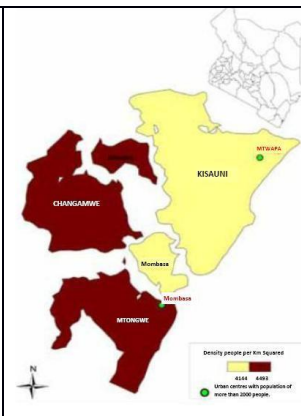 MTWAPA
KISAUNI
CHANGAMWE
Mombasa
Mombasa
MTONGWE
N
Density people per Km Squared
4144 4493
Urban centres with population of
more than 2000 people.